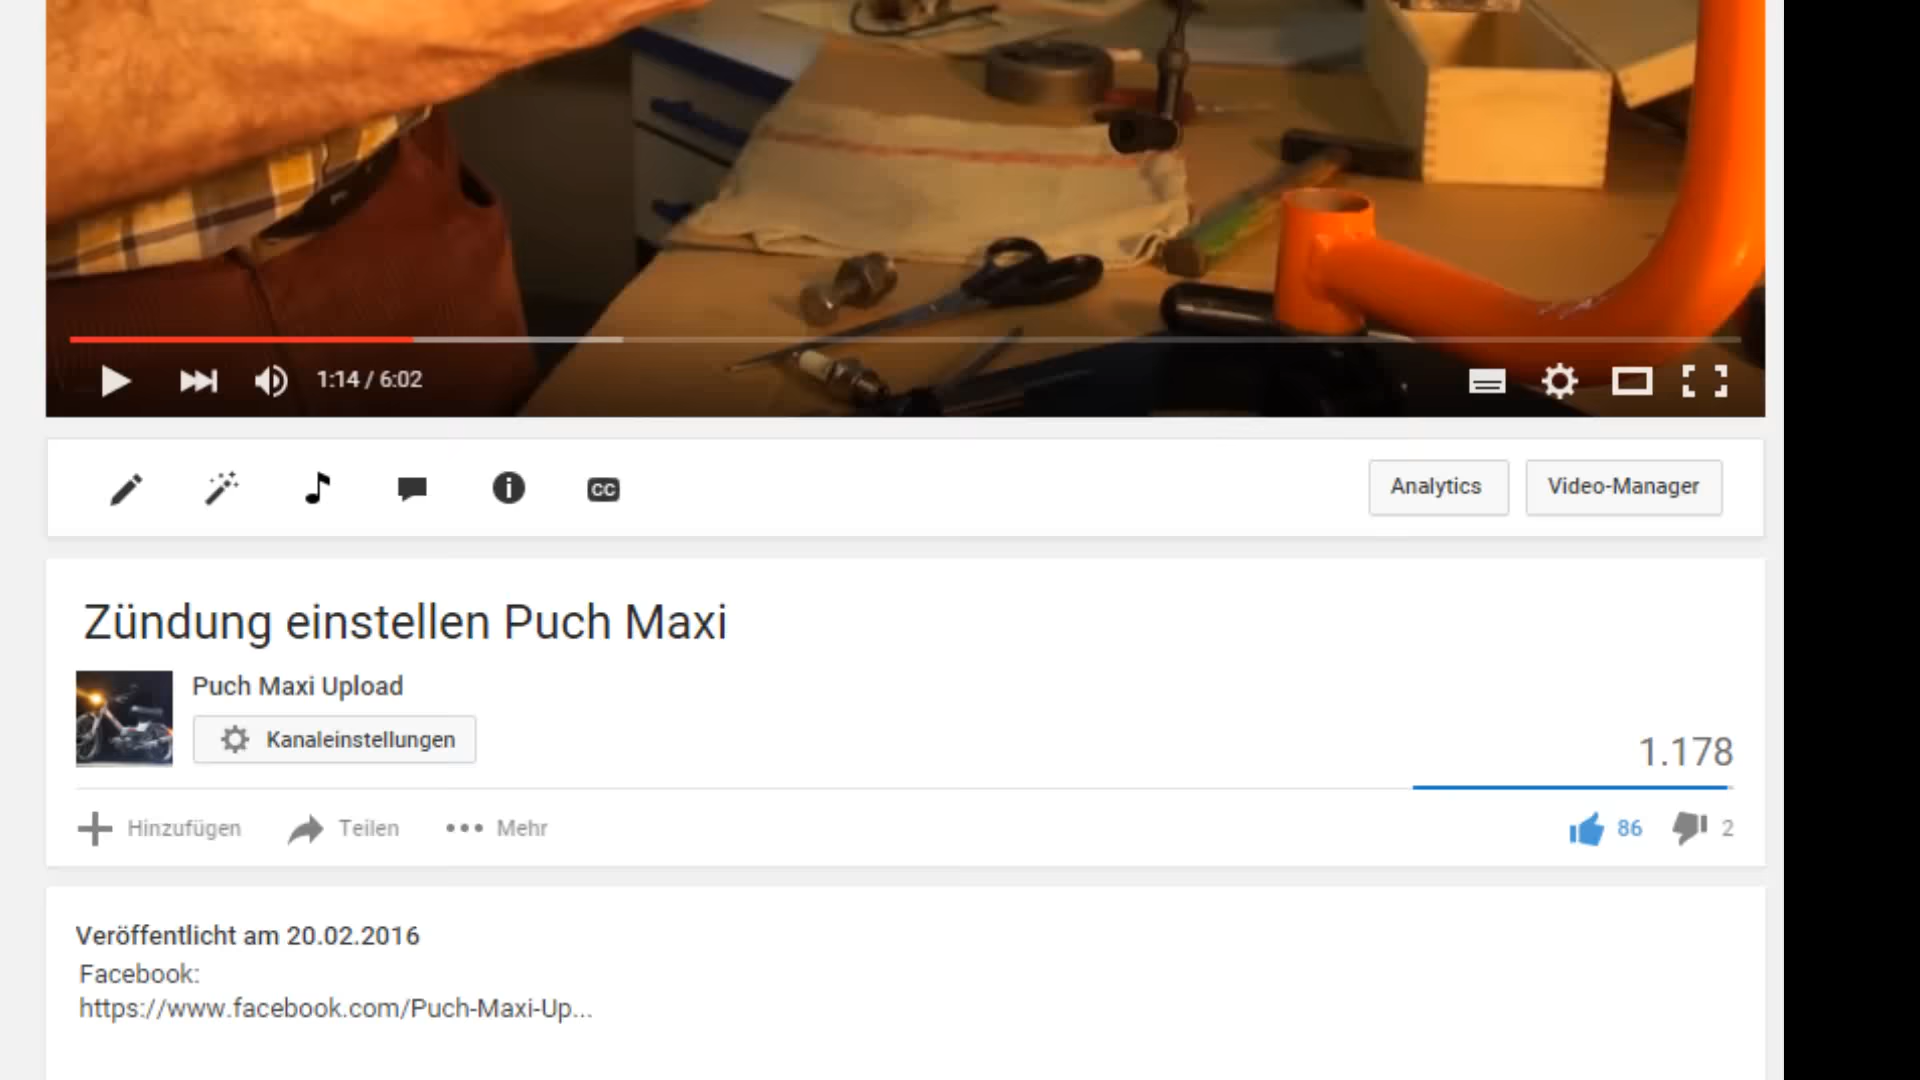 1:14 / 6:02
CC
Analytics
Video-Manager
Zündung einstellen Puch Maxi
Puch Maxi Upload
Kanaleinstellungen
1.178
Hinzufügen
Teilen
Mehr
86
2
Veröffentlicht am 20.02.2016
Facebook:
https://www.facebook.com/Puch-Maxi-Up...